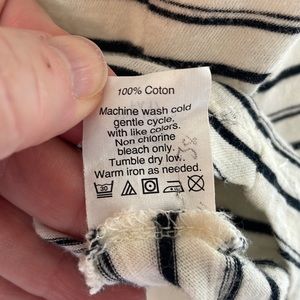 100% Coton
Machine wash cold
gentle cycle.
with like colors.
Non chlorine
bleach only.
Tumble dry low.
Warm iron as needed.